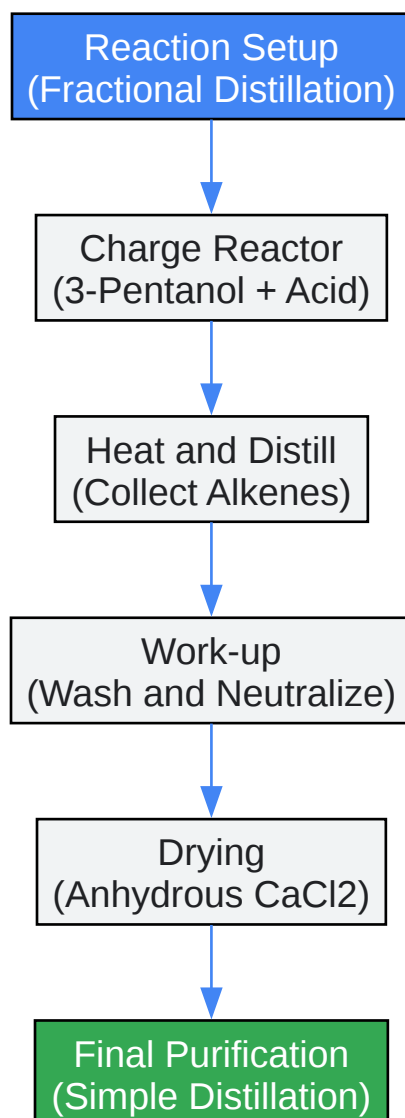 Reaction Setup
(Fractional Distillation)
Charge Reactor
(3-Pentanol + Acid)
Heat and Distill
(Collect Alkenes)
Work-up
(Wash and Neutralize)
Drying
(Anhydrous CaCl2)
Final Purification
(Simple Distillation)